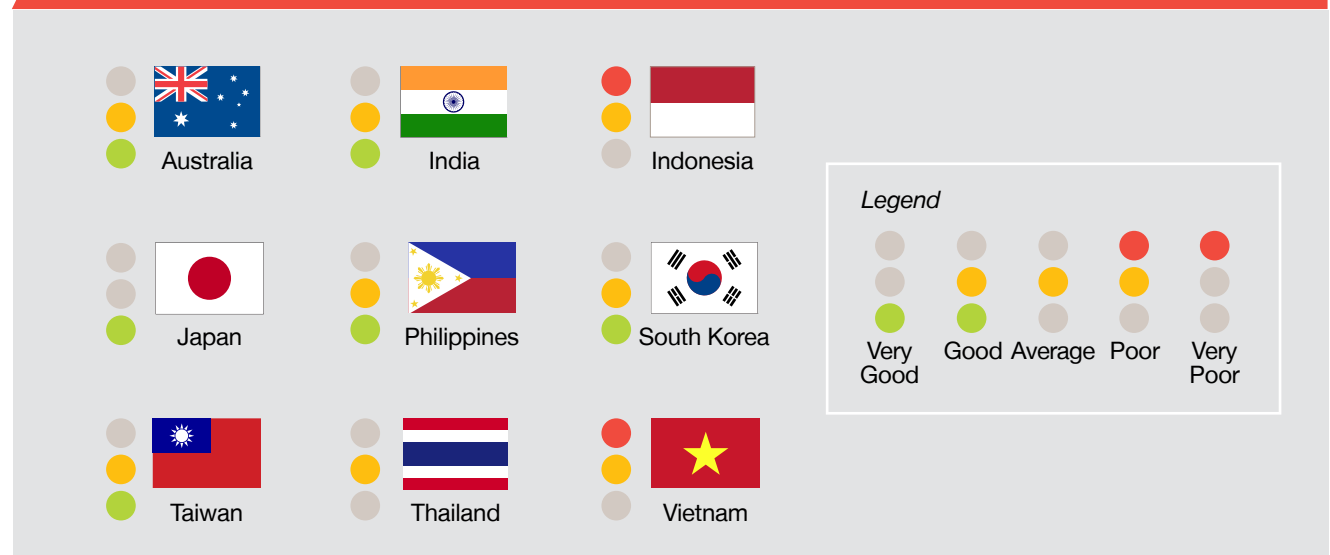 Australia
India
Indonesia
Japan
Philippines
South Korea
Taiwan
Thailand
Vietnam
Legend
Very
Good
Good
Average
Poor
Very
Poor